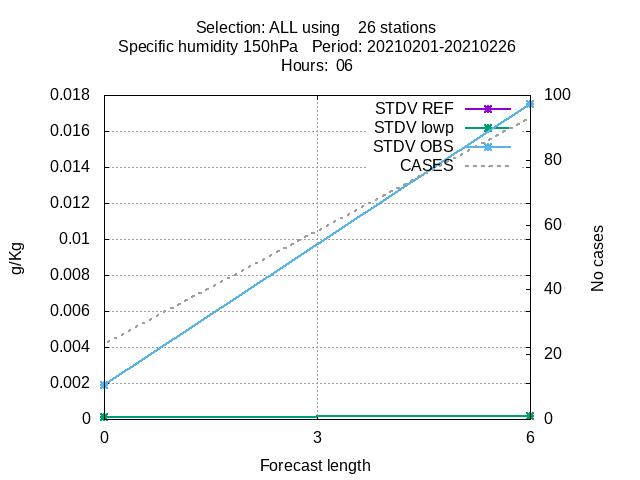 Selection: ALL using    26 stations
Specific humidity 150hPa   Period: 20210201-20210226
Hours:  06
0.018
0.016
0.014
0.012
0.01
0.008
0.006
0.004
0.002
0
100
80
60
40
20
0
STDV REF
STDV lowp
STDV OBS
CASES
g/Kg
No cases
0
3
6
Forecast length